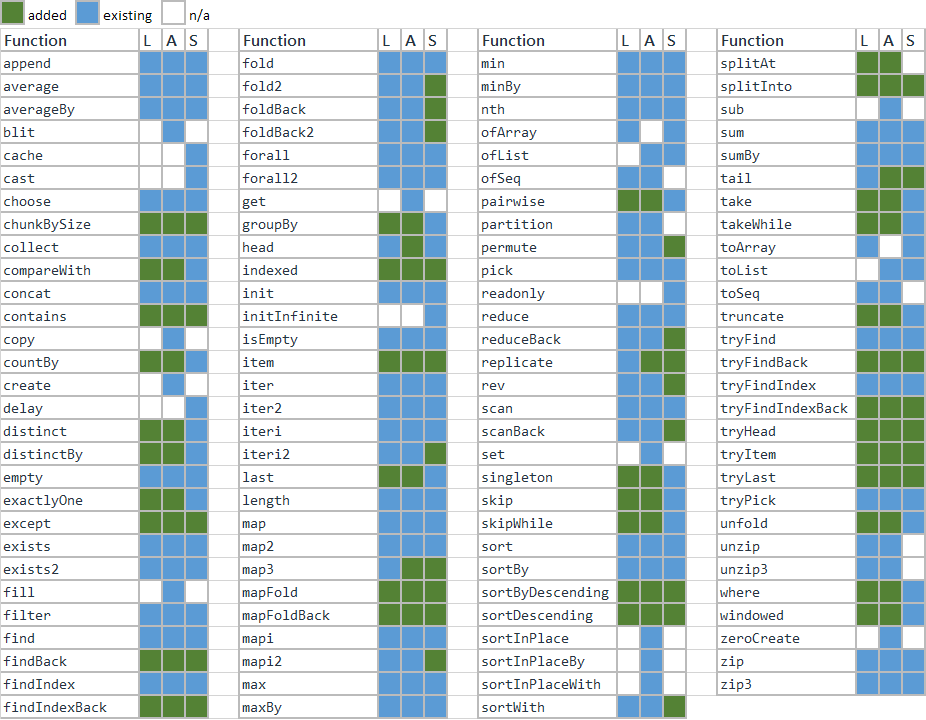 added existing n/a
Function L A S Function L A S Function L A S Function L A S
append fold min splitAt
average fold2 minBy splitInto
averageBy foldBack nth sub
blit foldBack2 ofArray sum
cache forall ofList sumBy
cast forall2 ofSeq tail
choose get pairwise take
chunkBySize groupBy partition takeWhile
collect head permute toArray
compareWith indexed pick toList
concat init readonly toSeq
contains initInfinite reduce truncate
copy isEmpty reduceBack tryFind
countBy item replicate tryFindBack
create iter rev tryFindIndex
delay iter2 scan tryFindIndexBack
distinct iteri scanBack tryHead
distinctBy iteri2 set tryItem
empty last singleton tryLast
exactlyOne length skip tryPick
except map skipWhile unfold
exists map2 sort unzip
exists2 map3 sortBy unzip3
fill mapFold sortByDescending where
filter mapFoldBack sortDescending windowed
find mapi sortInPlace zeroCreate
findBack mapi2 sortInPlaceBy zip
findIndex max sortInPlaceWith zip3
findIndexBack maxBy sortWith